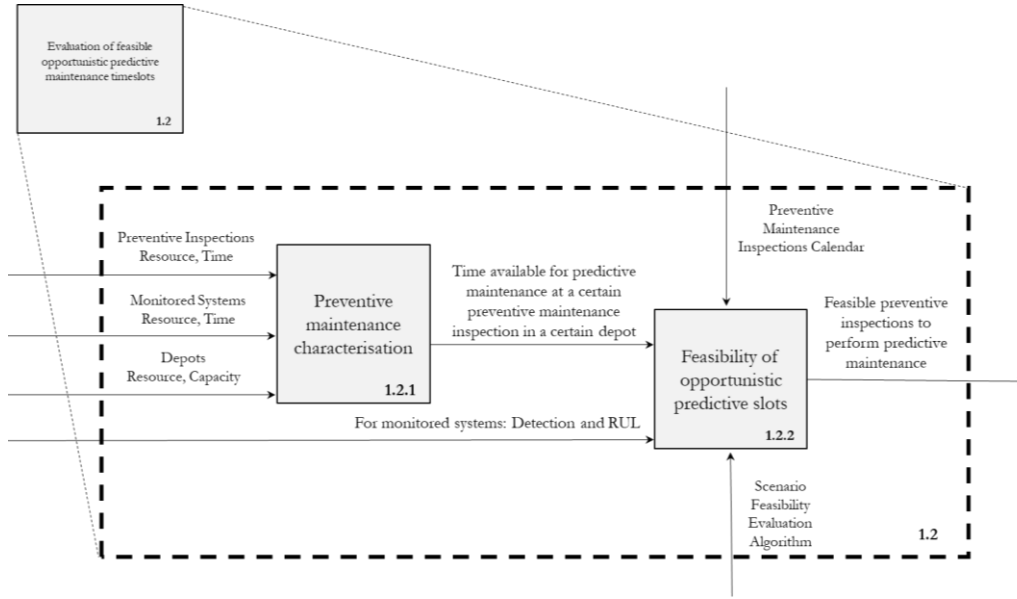 Evaluation of feasible
opportunistic predictive
maintenance timeslots
1.2
Preventive
Maintenance
Inspections Calendar
Preventive Inspections
Resource, Time
Monitored Systems
Resource, Time
Depots
Resource, Capacity
Preventive
maintenance
characterisation
1.2.1
Time available for predictive
maintenance at a certain
preventive maintenance
inspection in a certain depot
For monitored systems: Detection and RUL
Feasibility of
opportunistic
predictive slots
1.2.2
Feasible preventive
inspections to
perform predictive
maintenance
Scenario
Feasibility
Evaluation
Algorithm
1.2